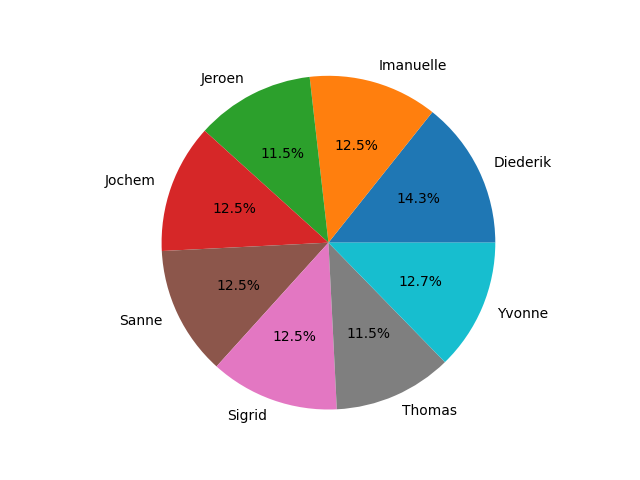 Imanuelle
Jeroen
12.5%
11.5%
Diederik
14.3%
Jochem
12.5%
12.5%
12.7%
Sanne
Yvonne
12.5%
11.5%
Sigrid
Thomas